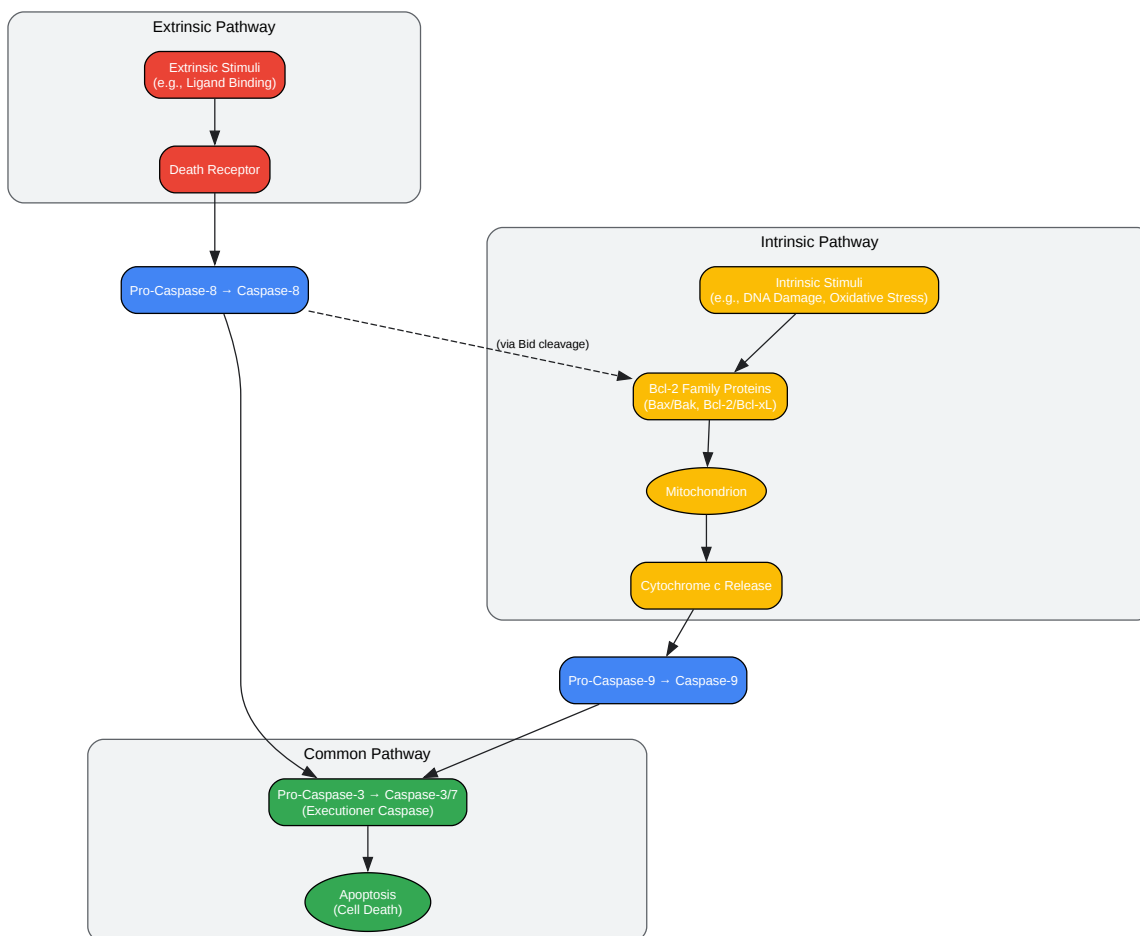 Extrinsic Pathway
Extrinsic Stimuli
(e.g., Ligand Binding)
Death Receptor
Pro-Caspase-8 → Caspase-8
Intrinsic Pathway
Intrinsic Stimuli
(e.g., DNA Damage, Oxidative Stress)
(via Bid cleavage)
Bcl-2 Family Proteins
(Bax/Bak, Bcl-2/Bcl-xL)
Mitochondrion
Cytochrome c Release
Pro-Caspase-9 → Caspase-9
Common Pathway
Pro-Caspase-3 → Caspase-3/7
(Executioner Caspase)
Apoptosis
(Cell Death)